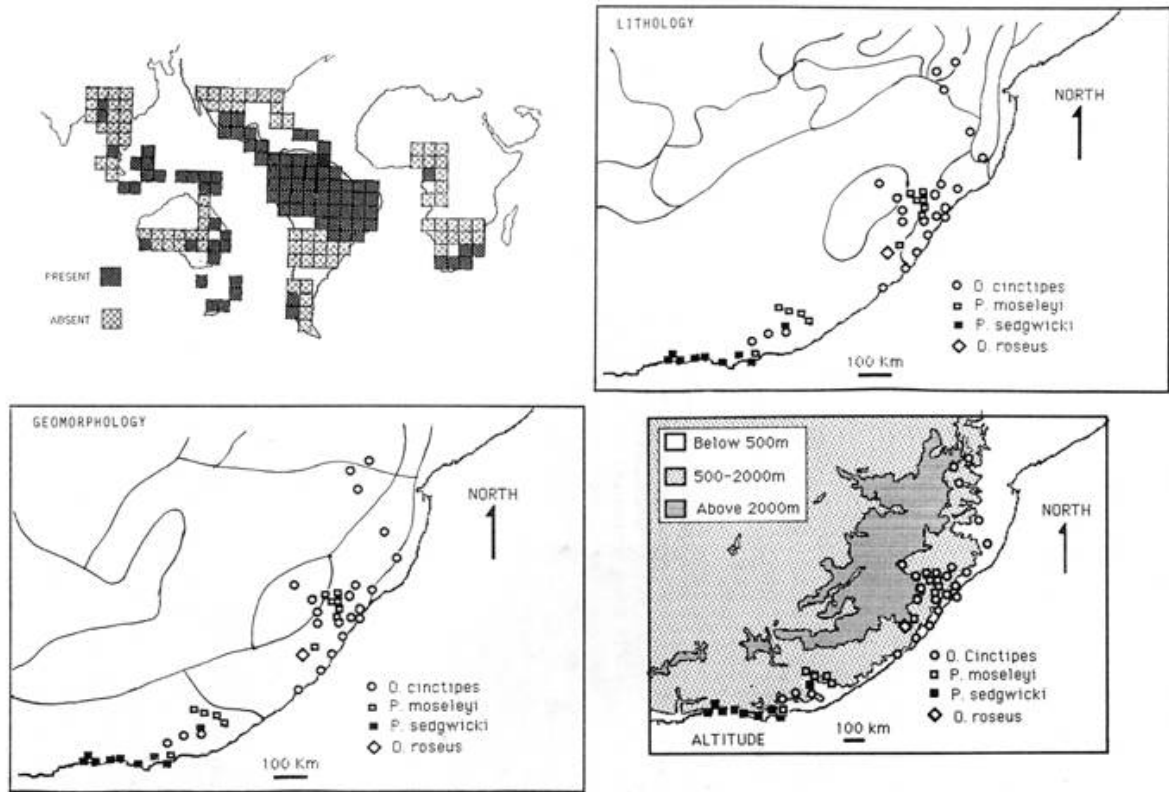 PRESENT
ABSENT
LITHOLOGY
NORTH
O. cinctipes
P. moseleyi
P. sedgwicki
O. roseus
100 Km
GEOMORPHOLOGY
NORTH
O. cinctipes
P. moseleyi
P. sedgwicki
O. roseus
100 Km
Below 500m
500-2000m
Above 2000m
NORTH
O. Cinctipes
P. moseleyi
P. sedgwicki
O. roseus
ALTITUDE
100 km